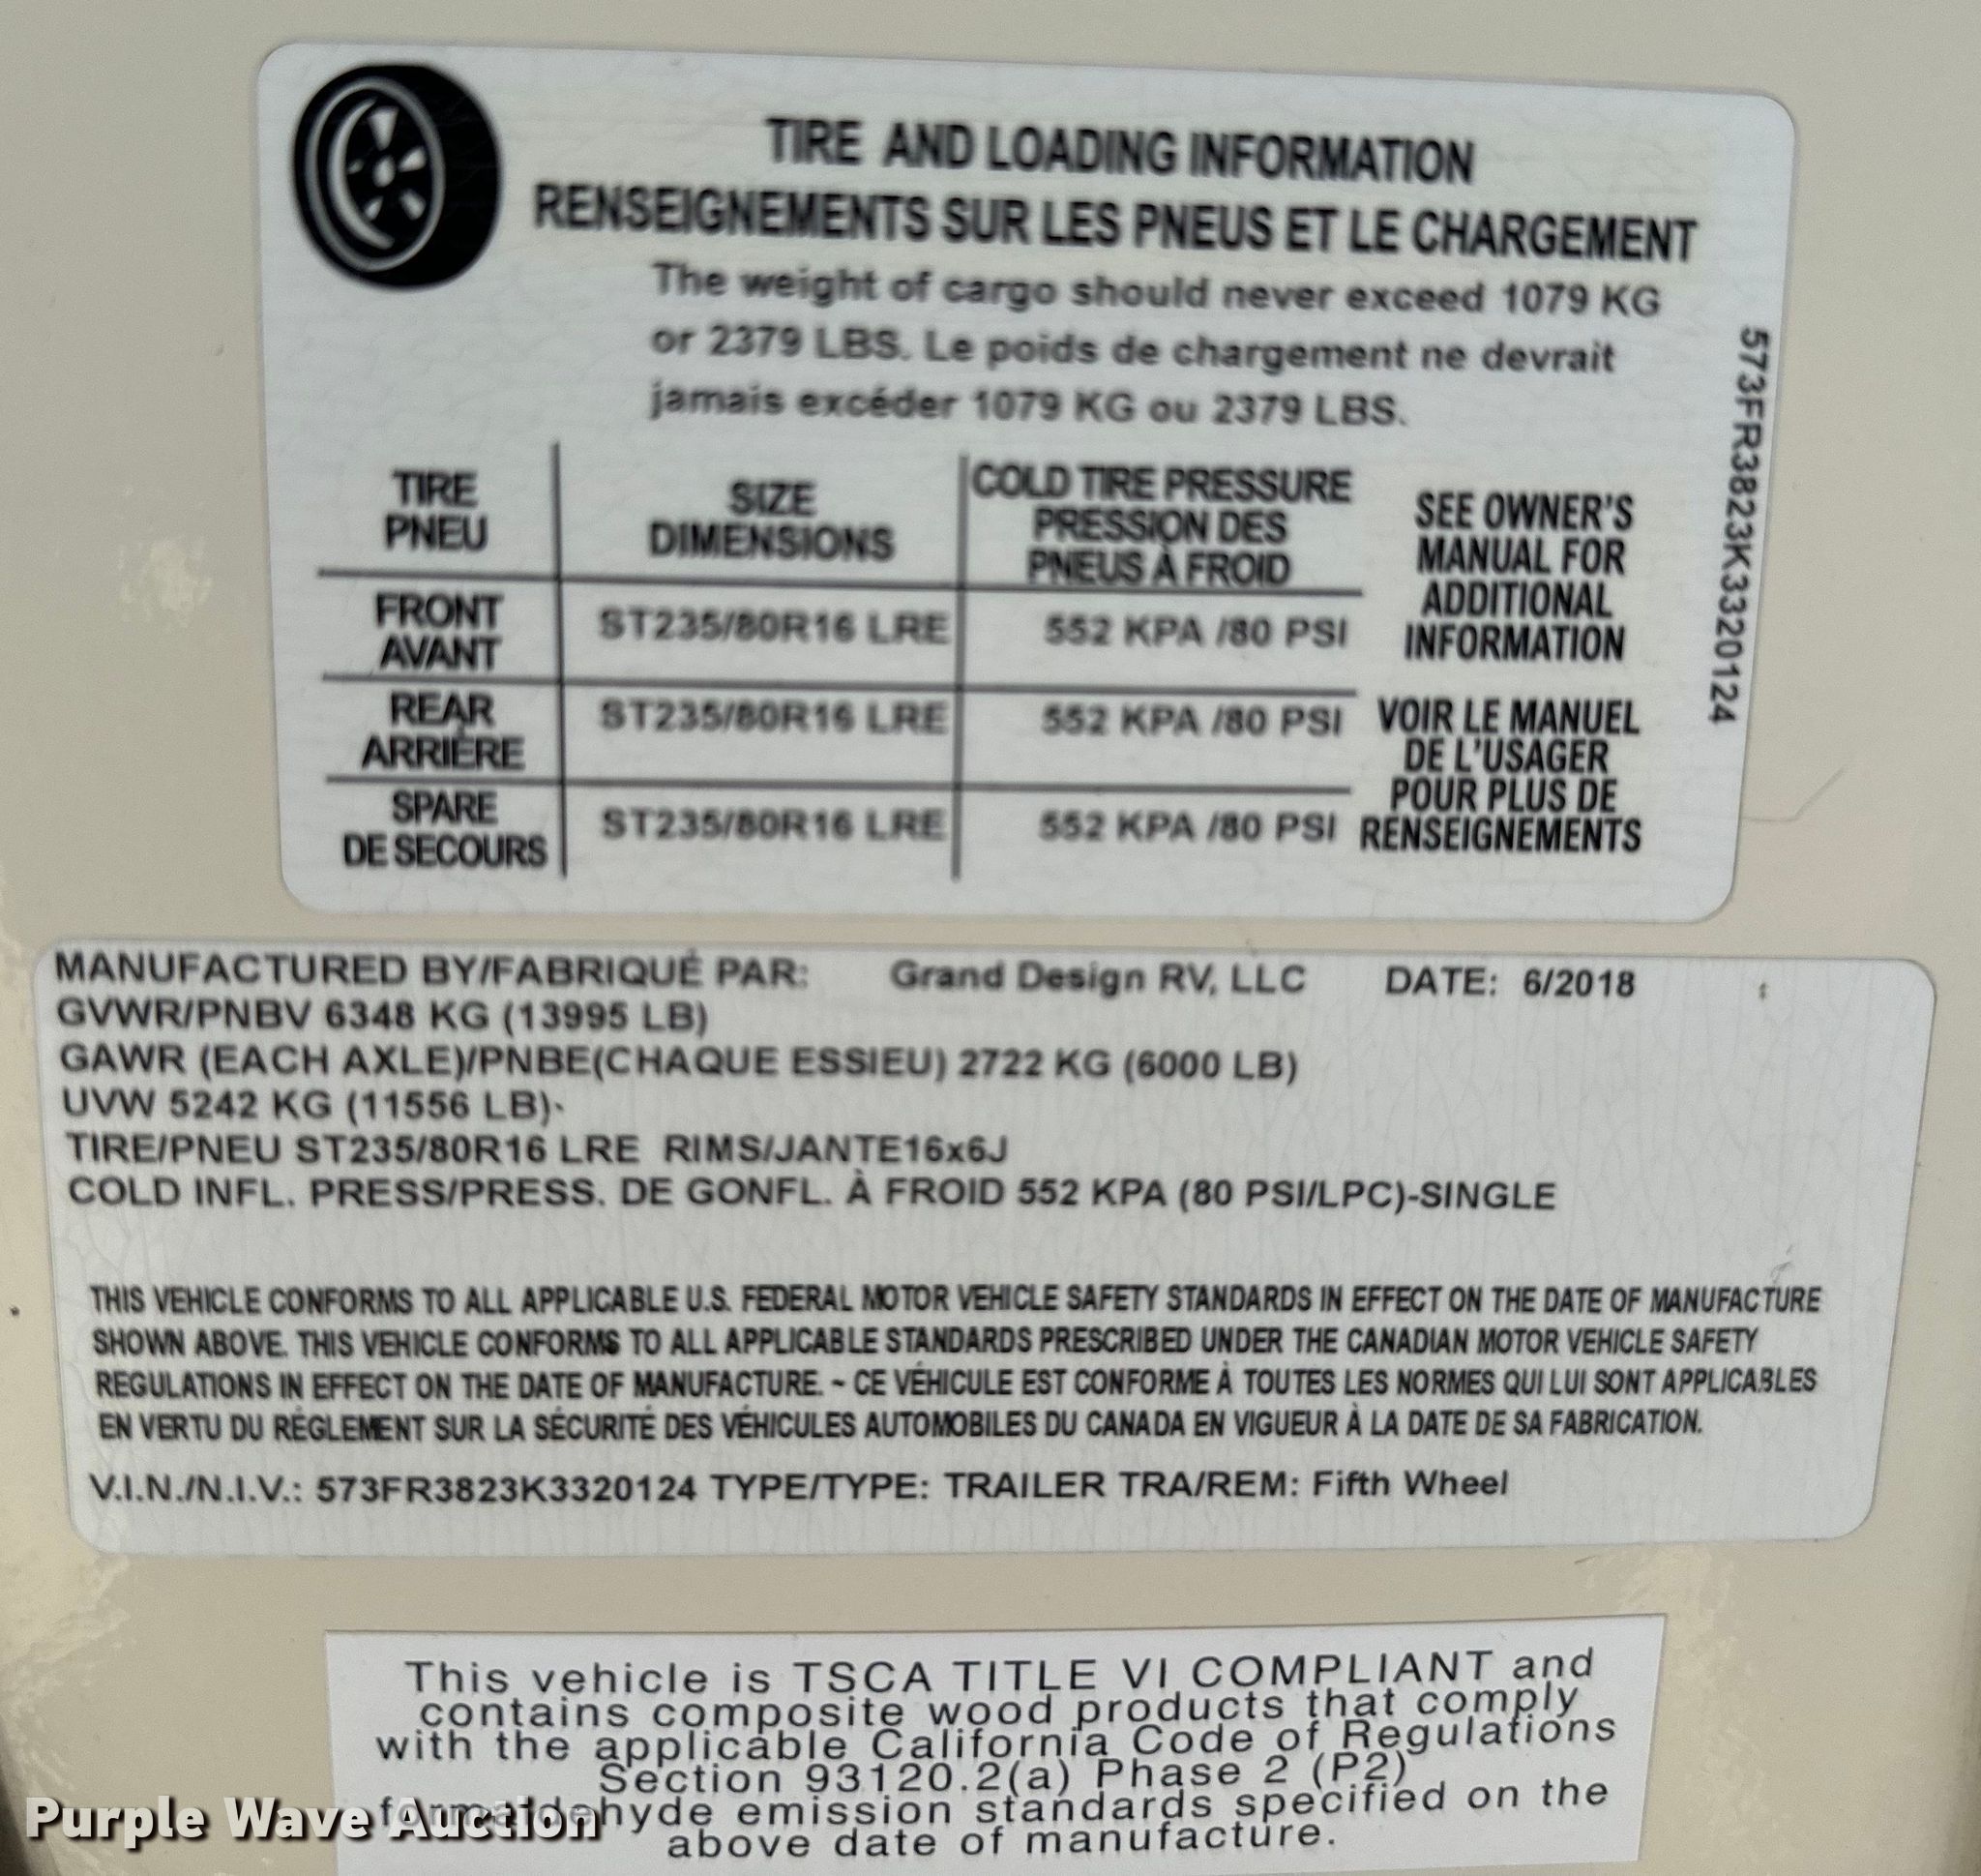 TIRE AND LOADING INFORMATION
RENSEIGNEMENTS SUR LES PNEUS ET LE CHARGEMENT
The weight of cargo should never exceed 1079 KG
or 2379 LBS. Le poids de chargement ne devrait
jamais excéder 1079 KG ou 2379 LBS.
TIRE
PNEU
SIZE
DIMENSIONS
COLD TIRE PRESSURE
PRESSION DES
PNEUS À FROID
FRONT
AVANT
ST235/80R16 LRE
552 KPA /80 PSI
REAR
ARRIÈRE
ST235/80R16 LRE
552 KPA /80 PSI
SPARE
DE SECOURS
ST235/80R16 LRE
552 KPA /80 PSI
SEE OWNER'S
MANUAL FOR
ADDITIONAL
INFORMATION
VOIR LE MANUEL
DE L'USAGER
POUR PLUS DE
RENSEIGNEMENTS
573FR3823K3320124
MANUFACTURED BY/FABRIQUÉ PAR: Grand Design RV, LLC DATE: 6/2018
GVWR/PNBV 6348 KG (13995 LB)
GAWR (EACH AXLE)/PNBE(CHAQUE ESSIEU) 2722 KG (6000 LB)
UVW 5242 KG (11556 LB)
TIRE/PNEU ST235/80R16 LRE RIMS/JANTE16x6J
COLD INFL. PRESS/PRESS. DE GONFL. À FROID 552 KPA (80 PSI/LPC)-SINGLE
THIS VEHICLE CONFORMS TO ALL APPLICABLE U.S. FEDERAL MOTOR VEHICLE SAFETY STANDARDS IN EFFECT ON THE DATE OF MANUFACTURE
SHOWN ABOVE. THIS VEHICLE CONFORMS TO ALL APPLICABLE STANDARDS PRESCRIBED UNDER THE CANADIAN MOTOR VEHICLE SAFETY
REGULATIONS IN EFFECT ON THE DATE OF MANUFACTURE. ~ CE VÉHICULE EST CONFORME À TOUTES LES NORMES QUI LUI SONT APPLICABLES
EN VERTU DU RÈGLEMENT SUR LA SÉCURITÉ DES VÉHICULES AUTOMOBILES DU CANADA EN VIGUEUR À LA DATE DE SA FABRICATION.
V.I.N./N.I.V.: 573FR3823K3320124 TYPE/TYPE: TRAILER TRA/REM: Fifth Wheel
This vehicle is TSCA TITLE VI COMPLIANT and
contains composite wood products that comply
with the applicable California Code of Regulations
Section 93120.2(a) Phase 2 (P2)
formaldehyde emission standards specified on the
above date of manufacture.
Purple Wave Auction